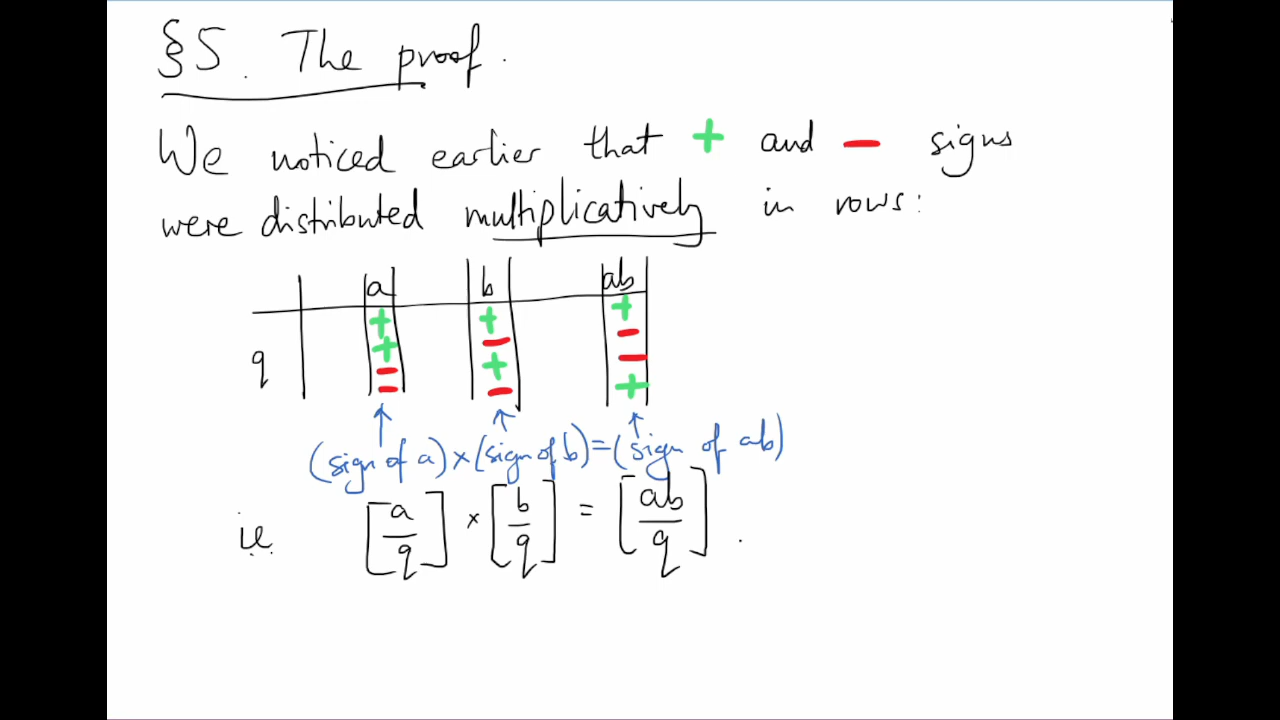 §5. The proof.
We noticed earlier that + and - signs
were distributed multiplicatively in rows:
a b ab
+ + +
+ - -
q - + -
- - +
(sign of a) × (sign of b) = (sign of ab)
i.e. [a/q] × [b/q] = [ab/q].